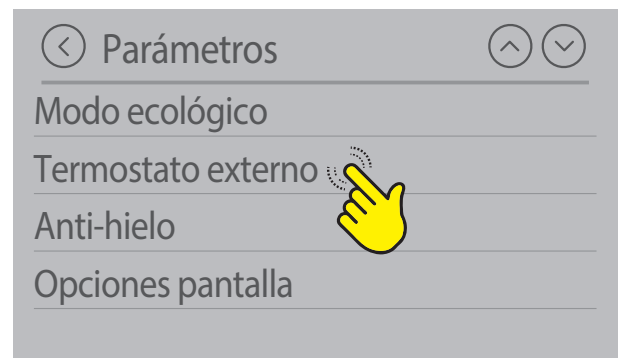 Parámetros
Modo ecológico
Termostato externo
Anti-hielo
Opciones pantalla